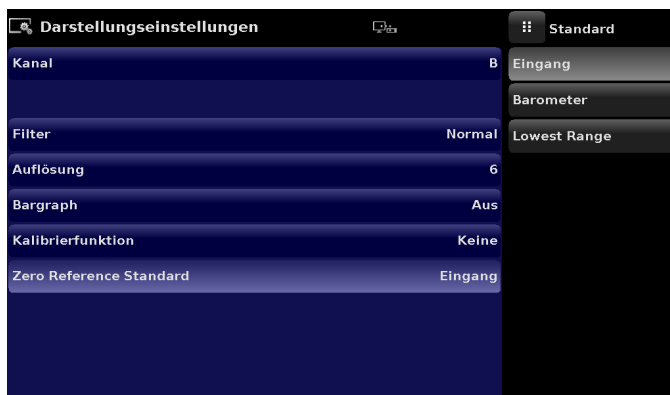 Darstellungseinstellungen
Kanal B
Filter Normal
Auflösung 6
Bargraph Aus
Kalibrierfunktion Keine
Zero Reference Standard Eingang
Standard
Eingang
Barometer
Lowest Range